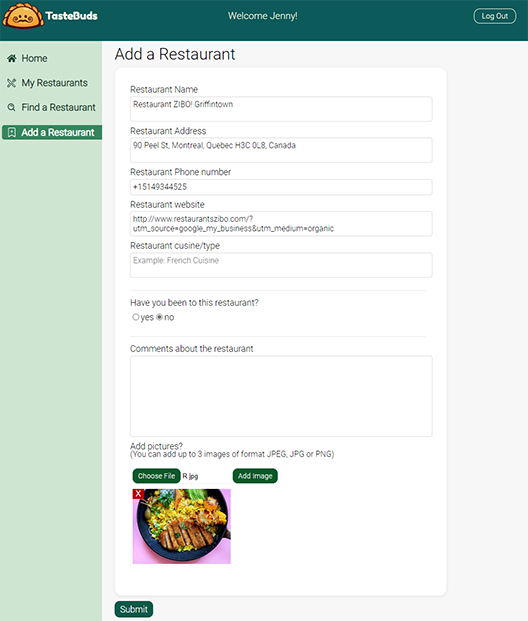 TasteBuds
Welcome Jenny!
Log Out
Home
My Restaurants
Find a Restaurant
Add a Restaurant
Add a Restaurant
Restaurant Name
Restaurant ZIBO! Griffintown
Restaurant Address
90 Peel St, Montreal, Quebec H3C 0L8, Canada
Restaurant Phone number
+15149344525
Restaurant website
http://www.restaurantszibo.com/?
utm_source=google_my_business&utm_medium=organic
Restaurant cusine/type
Example: French Cuisine
Have you been to this restaurant?
yes no
Comments about the restaurant
Add pictures?
(You can add up to 3 images of format JPEG, JPG or PNG)
Choose File R.jpg Add Image
X
Submit